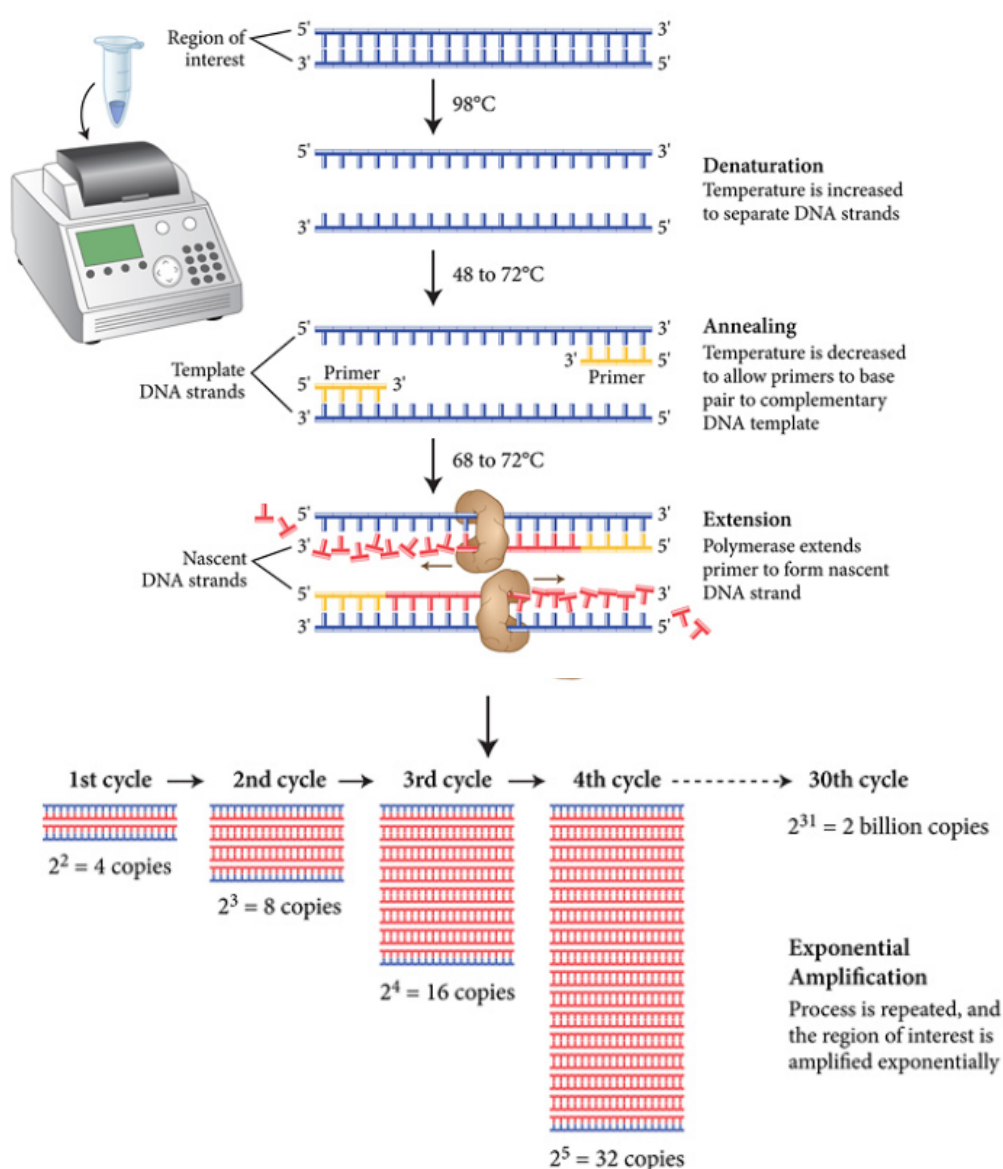 Region of
interest
5'
3'
3'
5'
98°C
5'
3'
3'
5'
Denaturation
Temperature is increased
to separate DNA strands
48 to 72°C
Template
DNA strands
5'
3'
3'
5'
Primer
5'
Primer
3'
3'
5'
Annealing
Temperature is decreased
to allow primers to base
pair to complementary
DNA template
68 to 72°C
Nascent
DNA strands
5'
3'
3'
5'
5'
3'
3'
5'
Extension
Polymerase extends
primer to form nascent
DNA strand
1st cycle
2nd cycle
3rd cycle
4th cycle
30th cycle
2² = 4 copies
2³ = 8 copies
2⁴ = 16 copies
2⁵ = 32 copies
2³¹ = 2 billion copies
Exponential
Amplification
Process is repeated, and
the region of interest is
amplified exponentially